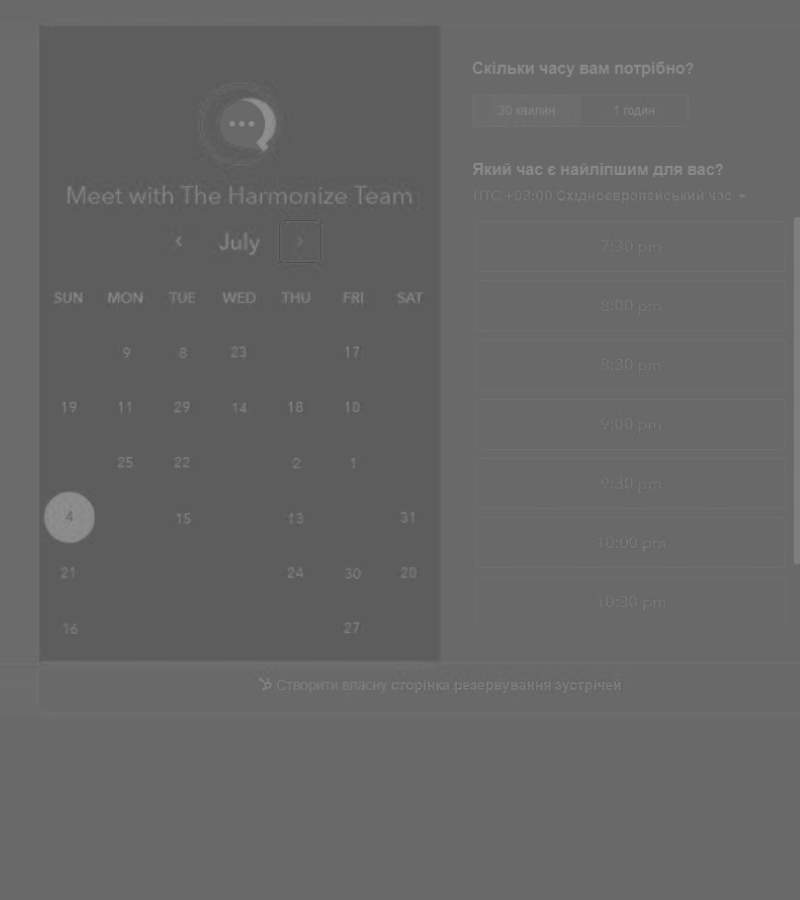 Meet with The Harmonize Team
July
SUN MON TUE WED THU FRI SAT
9 8 23 17
19 11 29 14 18 10
25 22 2 1
4 15 13 31
21 24 30 20
16 27
Скільки часу вам потрібно?
30 хвилин 1 годин
Який час є найліпшим для вас?
UTC +03:00 Східноєвропейський час
7:30 pm
8:00 pm
8:30 pm
9:00 pm
9:30 pm
10:00 pm
10:30 pm
Створити власну сторінка резервування зустрічей